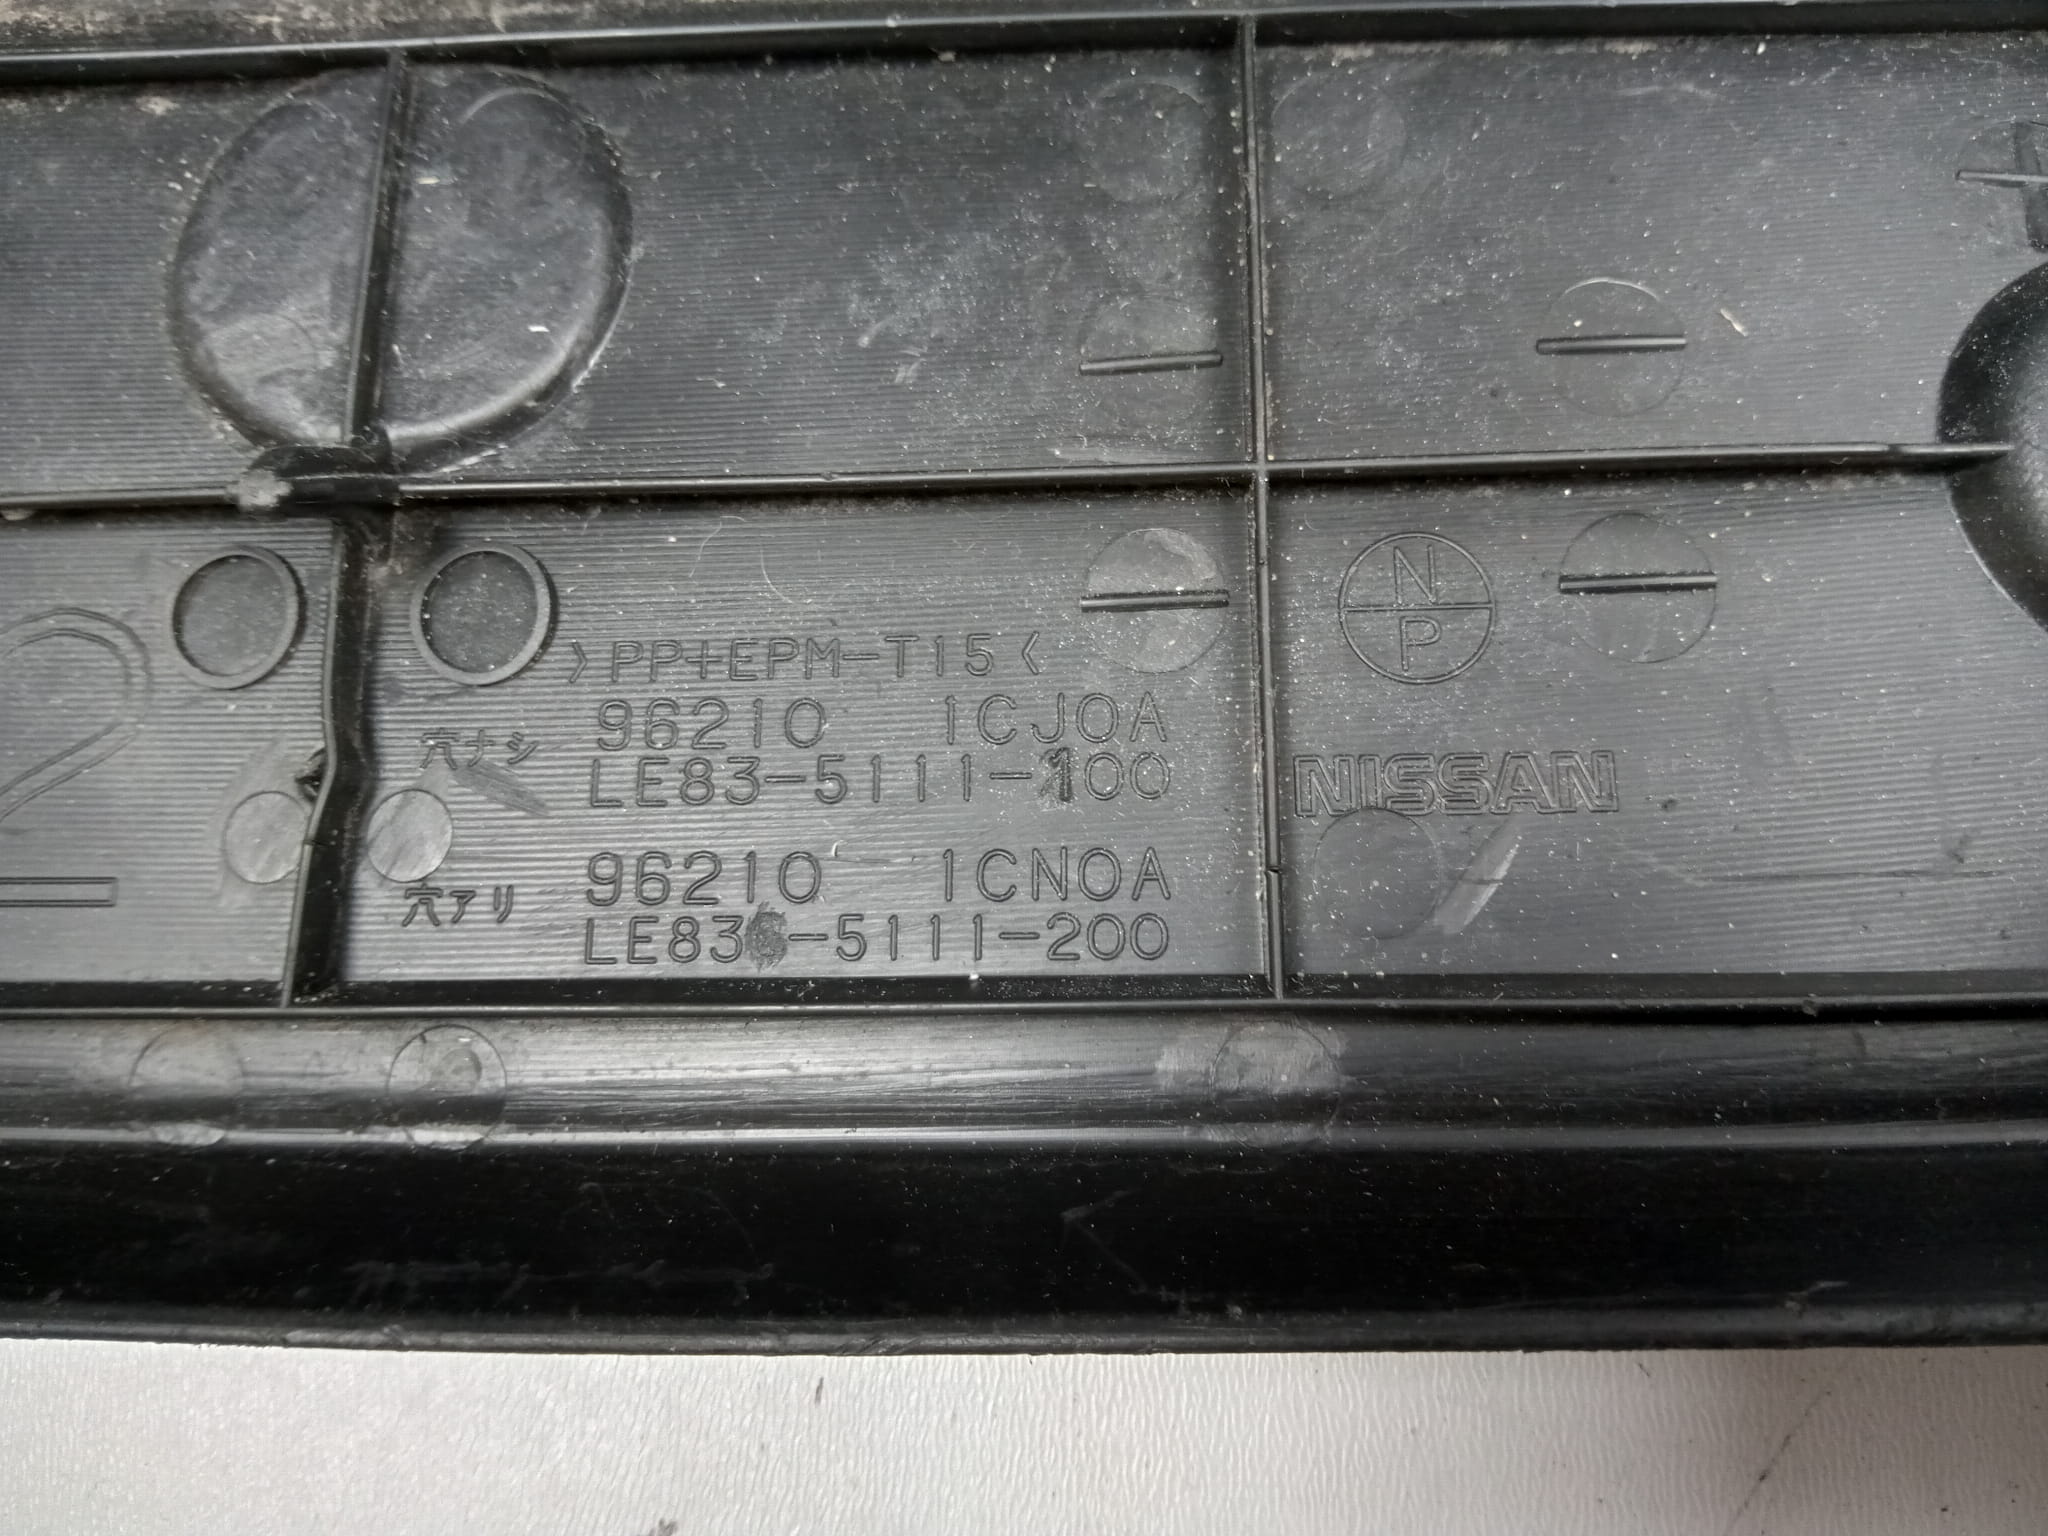 N
P
>PP+EPM-T15<
穴ナシ 96210 1CJ0A
LE83-5111-100
NISSAN
2
穴アリ 96210 1CN0A
LE83-5111-200